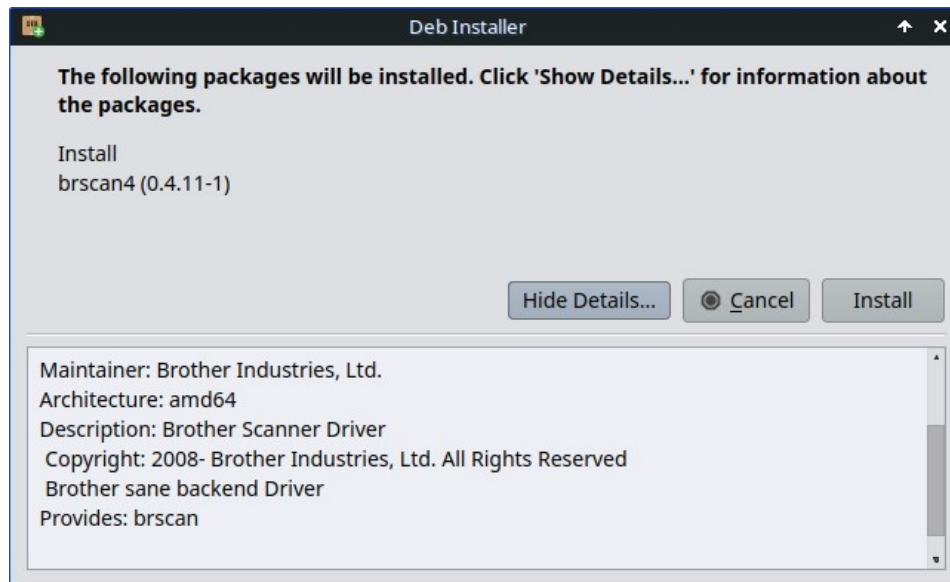 Deb Installer
The following packages will be installed. Click 'Show Details...' for information about
the packages.
Install
brscan4 (0.4.11-1)
Hide Details...
Cancel
Install
Maintainer: Brother Industries, Ltd.
Architecture: amd64
Description: Brother Scanner Driver
Copyright: 2008- Brother Industries, Ltd. All Rights Reserved
Brother sane backend Driver
Provides: brscan